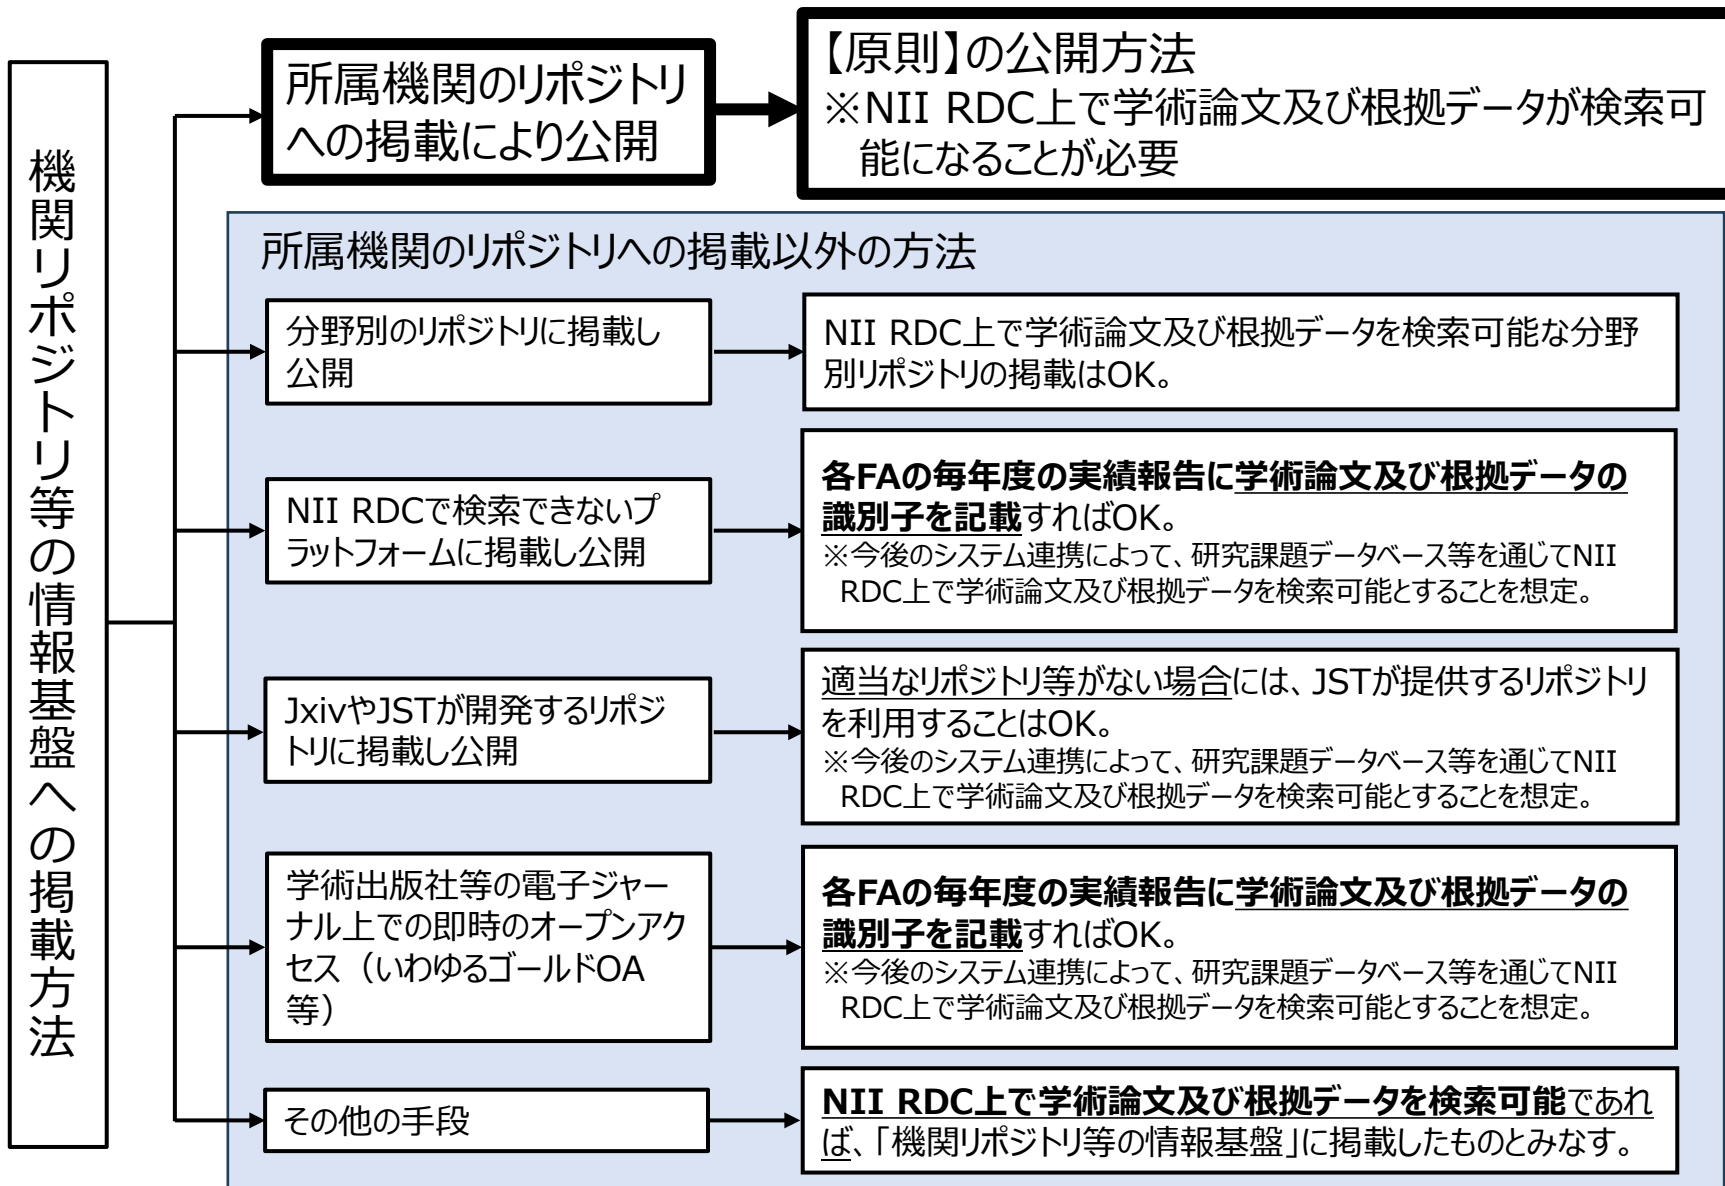 機関リポジトリ等の情報基盤への掲載方法
所属機関のリポジトリ
への掲載により公開
【原則】の公開方法
※NII RDC上で学術論文及び根拠データが検索可
能になることが必要
所属機関のリポジトリへの掲載以外の方法
分野別のリポジトリに掲載し
公開
NII RDC上で学術論文及び根拠データを検索可能な分野
別リポジトリの掲載はOK。
NII RDCで検索できないプ
ラットフォームに掲載し公開
各FAの毎年度の実績報告に学術論文及び根拠データの
識別子を記載すればOK。
※今後のシステム連携によって、研究課題データベース等を通じてNII
RDC上で学術論文及び根拠データを検索可能とすることを想定。
JxivやJSTが開発するリポジ
トリに掲載し公開
適当なリポジトリ等がない場合には、JSTが提供するリポジトリ
を利用することはOK。
※今後のシステム連携によって、研究課題データベース等を通じてNII
RDC上で学術論文及び根拠データを検索可能とすることを想定。
学術出版社等の電子ジャー
ナル上での即時のオープンアク
セス（いわゆるゴールドOA
等）
各FAの毎年度の実績報告に学術論文及び根拠データの
識別子を記載すればOK。
※今後のシステム連携によって、研究課題データベース等を通じてNII
RDC上で学術論文及び根拠データを検索可能とすることを想定。
その他の手段
NII RDC上で学術論文及び根拠データを検索可能であれ
ば、「機関リポジトリ等の情報基盤」に掲載したものとみなす。